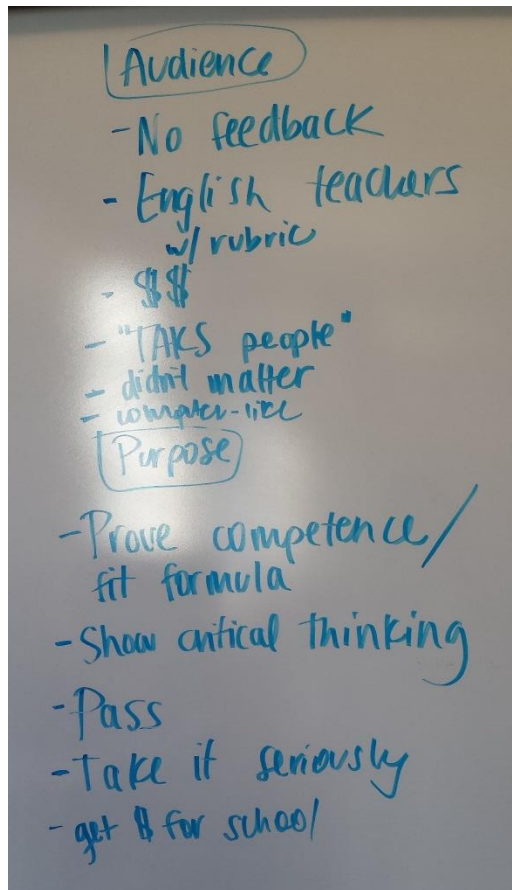 Audience
- No feedback
- English teachers
w/ rubric
- $$
- "TAKS people"
- didn't matter
- computer-like
Purpose
- Prove competence/
fit formula
- Show critical thinking
- Pass
- Take it seriously
- get $ for school